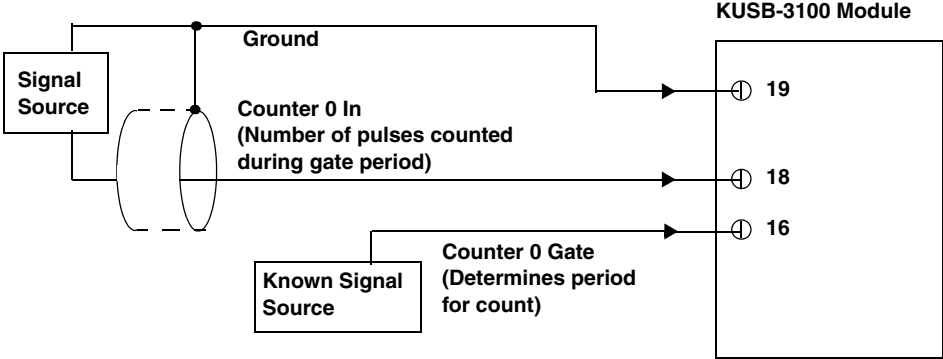 KUSB-3100 Module
Ground
Signal
Source
19
Counter 0 In
(Number of pulses counted
during gate period)
18
16
Counter 0 Gate
(Determines period
for count)
Known Signal
Source